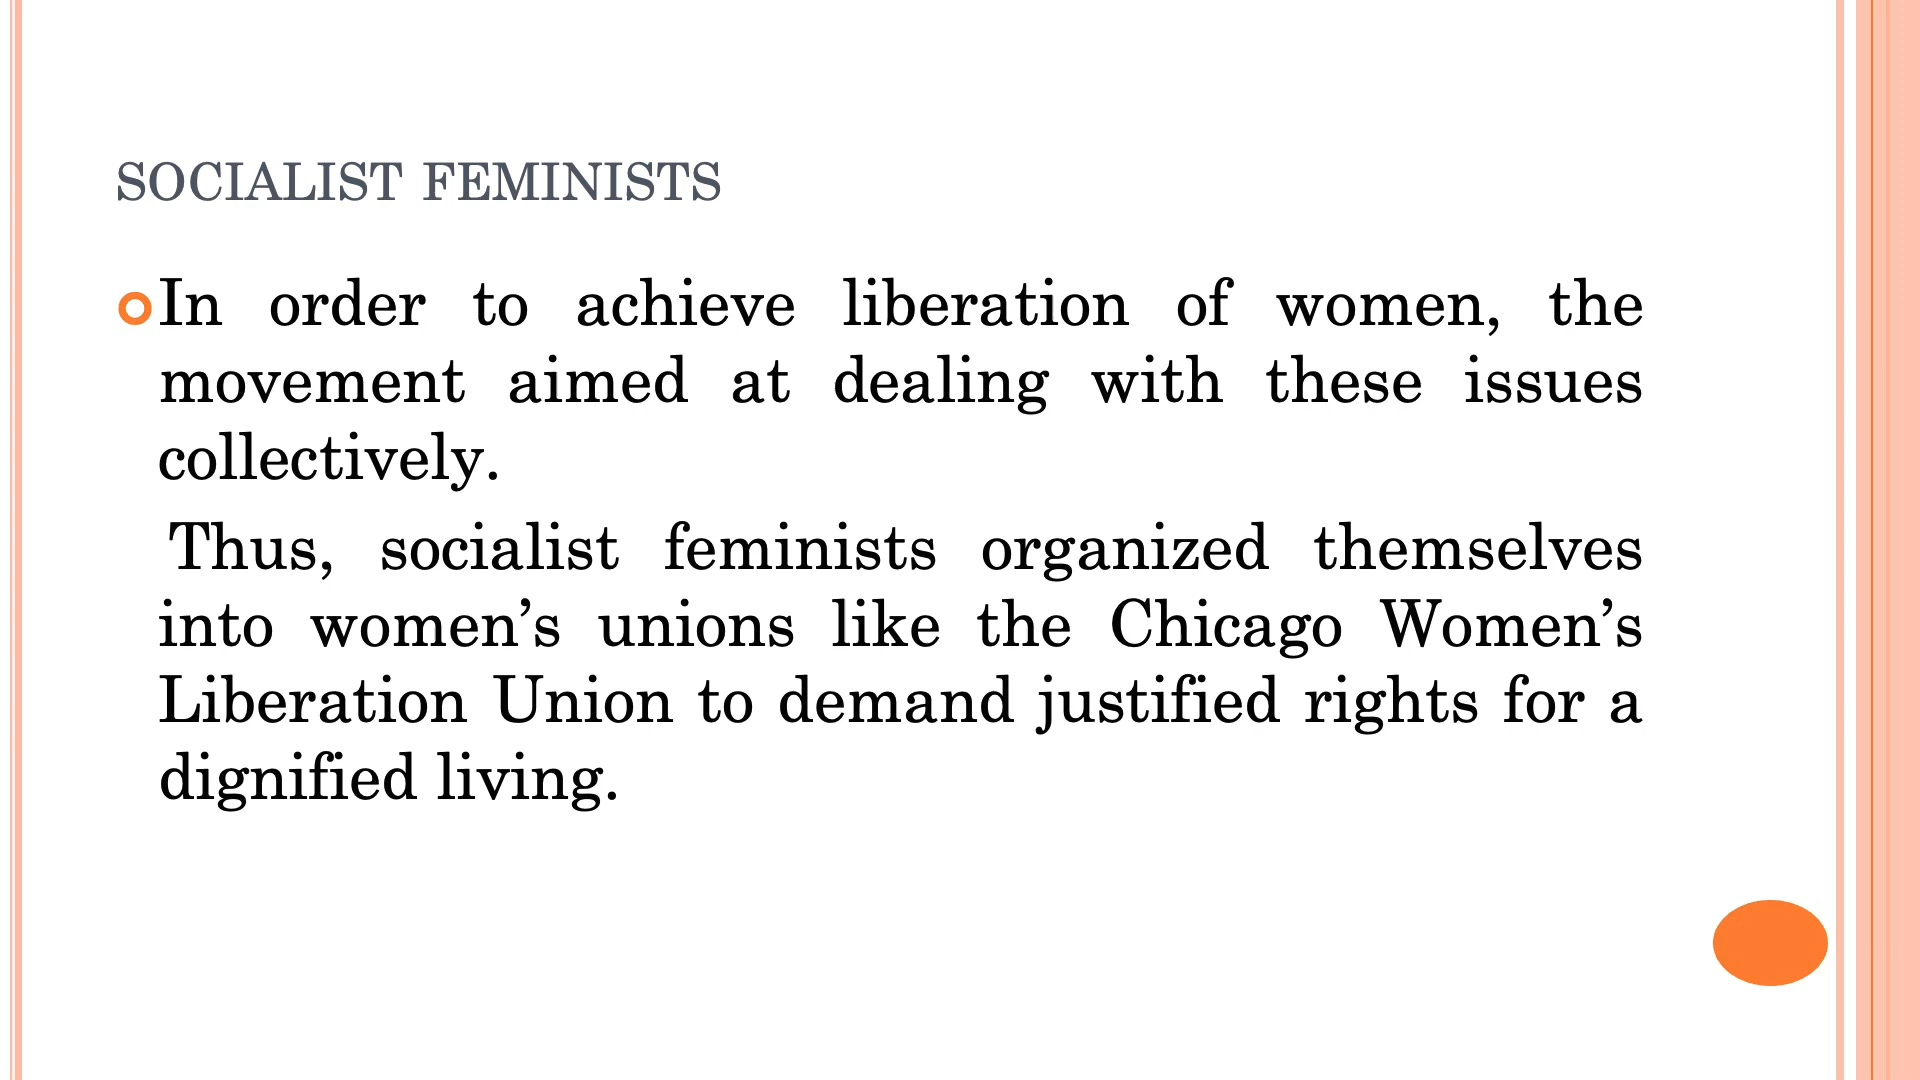 SOCIALIST FEMINISTS
In order to achieve liberation of women, the
movement aimed at dealing with these issues
collectively.
Thus, socialist feminists organized themselves
into women’s unions like the Chicago Women’s
Liberation Union to demand justified rights for a
dignified living.